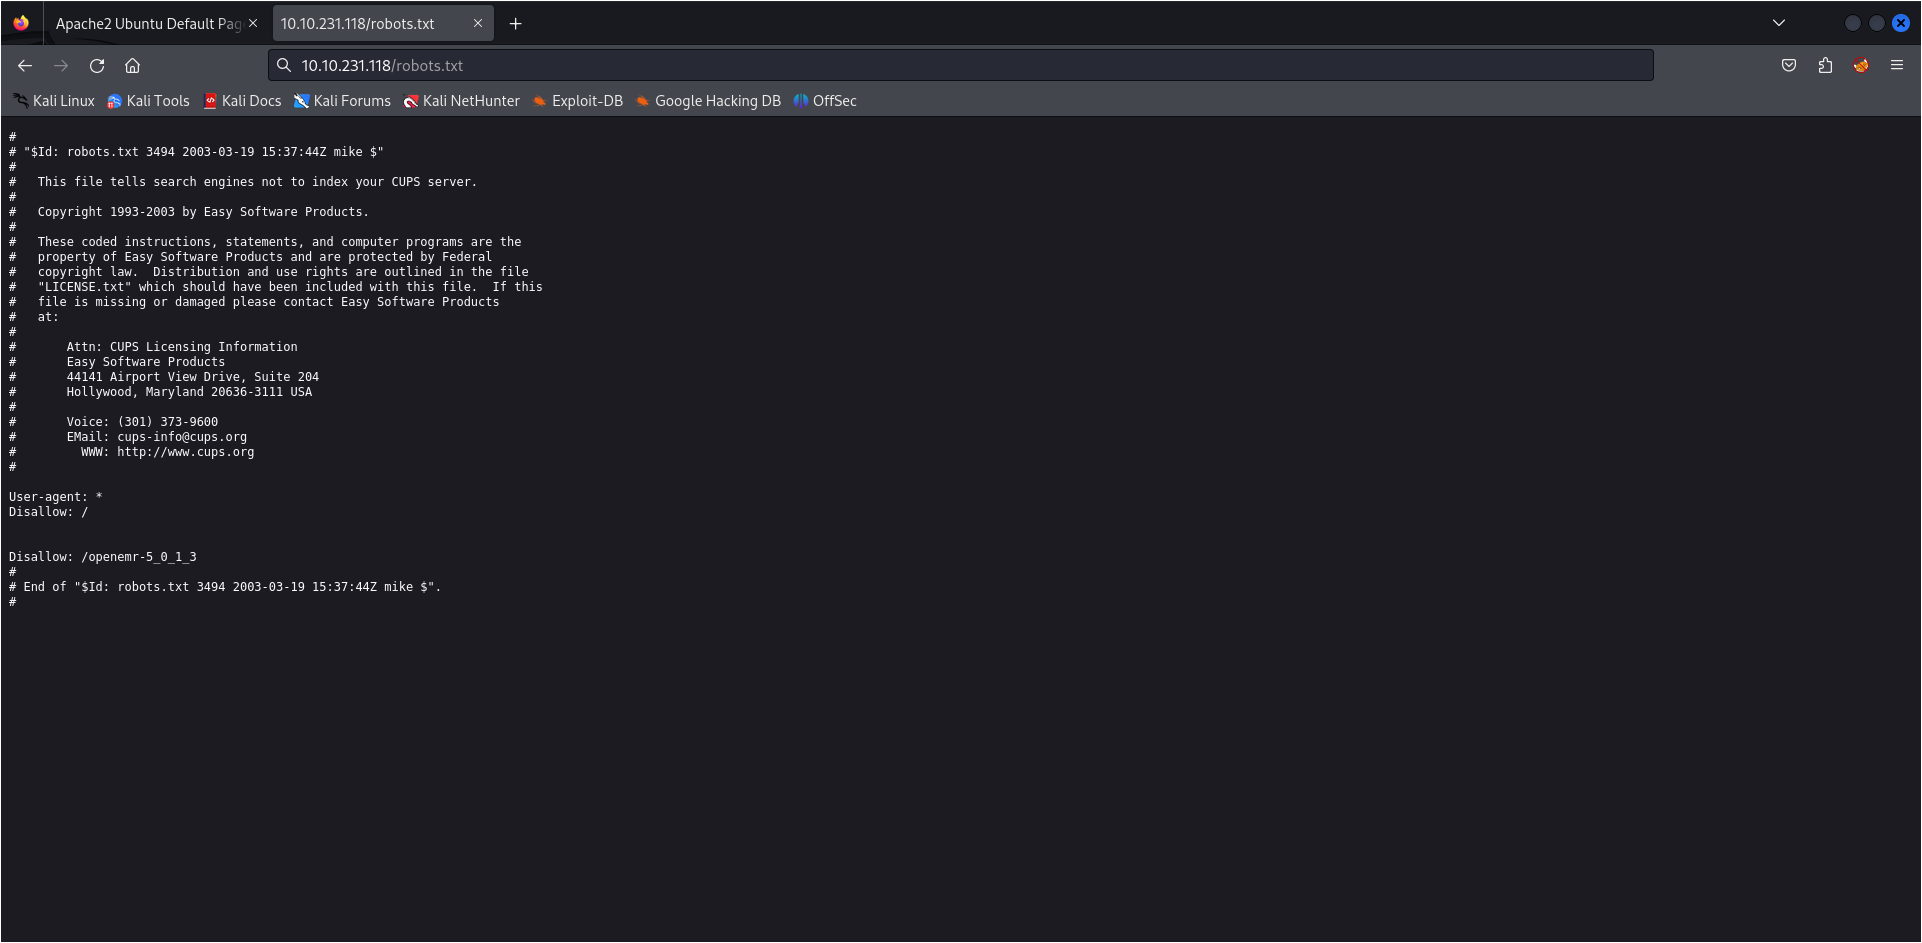 Apache2 Ubuntu Default Pag
10.10.231.118/robots.txt
10.10.231.118/robots.txt
Kali Linux Kali Tools Kali Docs Kali Forums Kali NetHunter Exploit-DB Google Hacking DB OffSec
#
# "$Id: robots.txt 3494 2003-03-19 15:37:44Z mike $"
#
#   This file tells search engines not to index your CUPS server.
#
#   Copyright 1993-2003 by Easy Software Products.
#
#   These coded instructions, statements, and computer programs are the
#   property of Easy Software Products and are protected by Federal
#   copyright law.  Distribution and use rights are outlined in the file
#   "LICENSE.txt" which should have been included with this file.  If this
#   file is missing or damaged please contact Easy Software Products
#   at:
#
#       Attn: CUPS Licensing Information
#       Easy Software Products
#       44141 Airport View Drive, Suite 204
#       Hollywood, Maryland 20636-3111 USA
#
#       Voice: (301) 373-9600
#       EMail: cups-info@cups.org
#         WWW: http://www.cups.org
#
User-agent: *
Disallow: /
Disallow: /openemr-5_0_1_3
#
# End of "$Id: robots.txt 3494 2003-03-19 15:37:44Z mike $".
#